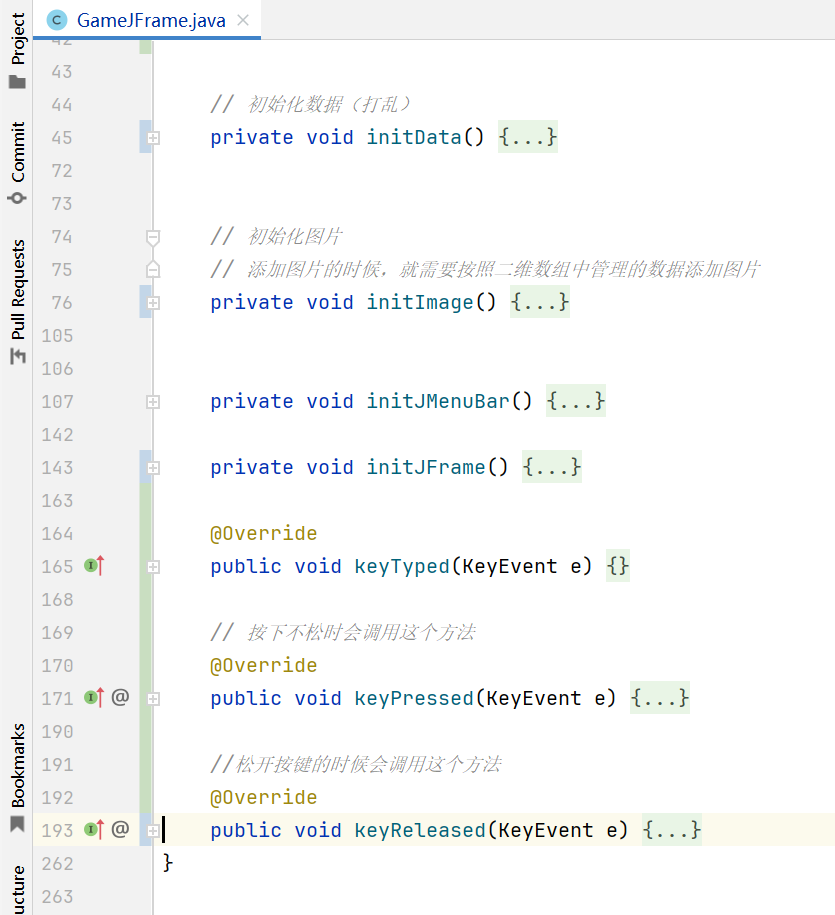 Project
Commit
Pull Requests
Bookmarks
ucture
C GameJFrame.java ×
42
43
44 // 初始化数据（打乱）
45 private void initData() {...}
72
73
74 // 初始化图片
75 // 添加图片的时候，就需要按照二维数组中管理的数据添加图片
76 private void initImage() {...}
105
106
107 private void initJMenuBar() {...}
142
143 private void initJFrame() {...}
163
164 @Override
165 public void keyTyped(KeyEvent e) {}
168
169 // 按下不松时会调用这个方法
170 @Override
171 @ public void keyPressed(KeyEvent e) {...}
190
191 //松开按键的时候会调用这个方法
192 @Override
193 @ public void keyReleased(KeyEvent e) {...}
262 }
263